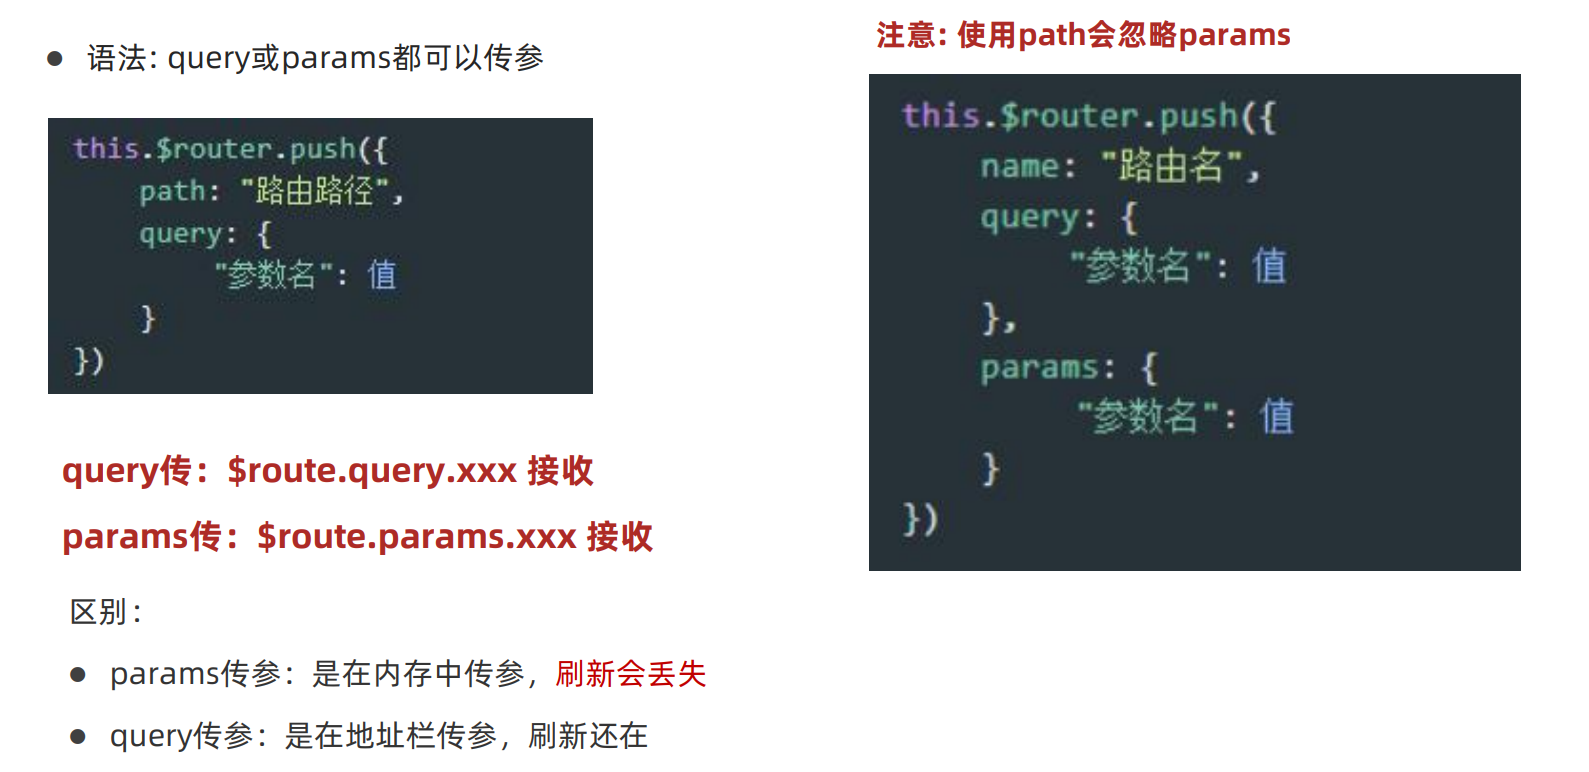 语法: query或params都可以传参
this.$router.push({
path: "路由路径",
query: {
"参数名": 值
}
})
query传：$route.query.xxx 接收
params传：$route.params.xxx 接收
区别：
params传参：是在内存中传参，刷新会丢失
query传参：是在地址栏传参，刷新还在
注意: 使用path会忽略params
this.$router.push({
name: "路由名",
query: {
"参数名": 值
},
params: {
"参数名": 值
}
})